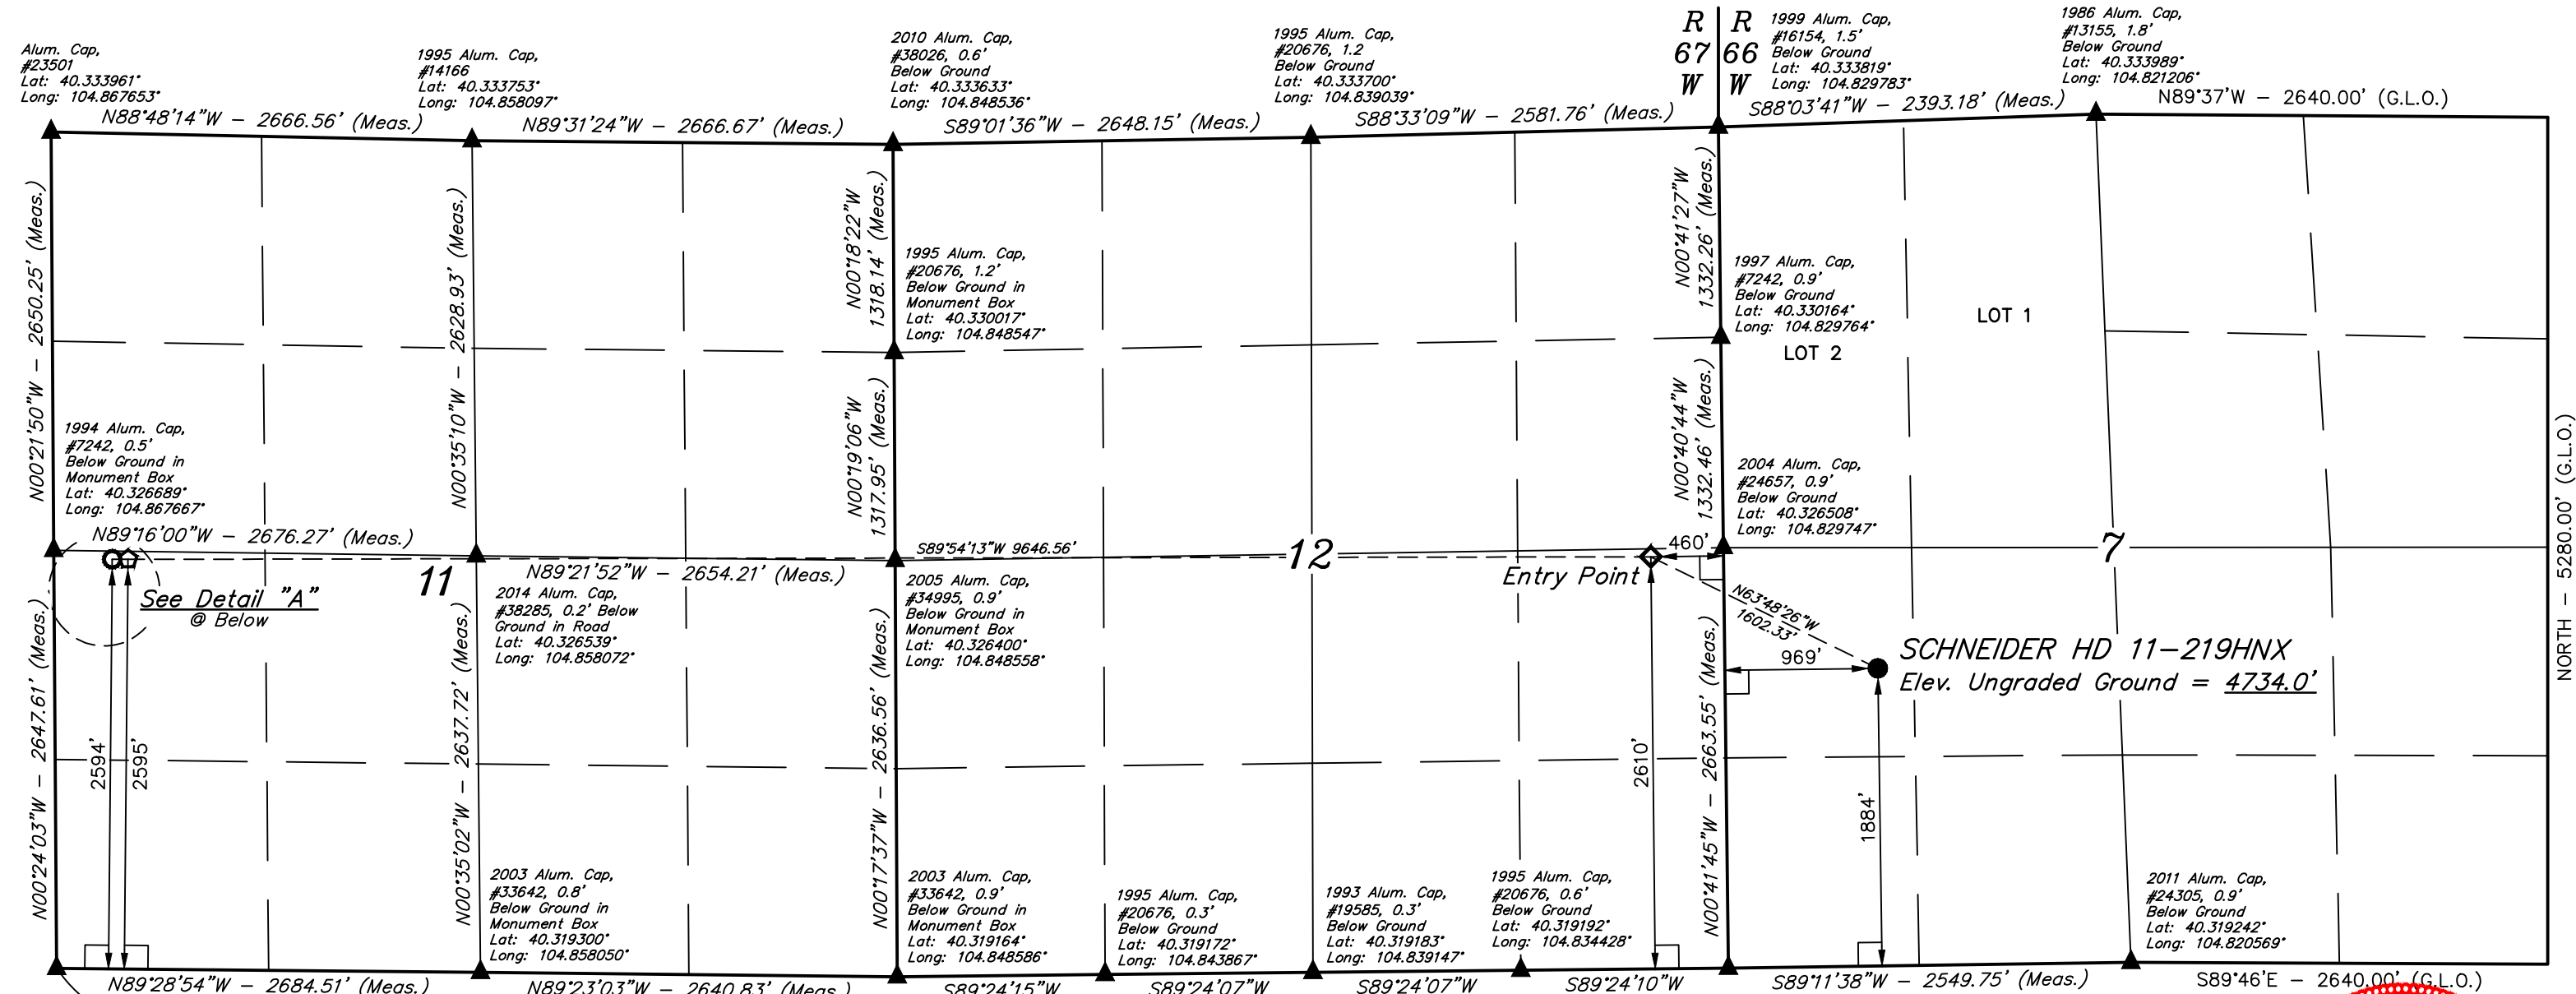 Alum. Cap,
#23501
Lat: 40.333961°
Long: 104.867653°
1995 Alum. Cap,
#14166
Lat: 40.333753°
Long: 104.858097°
2010 Alum. Cap,
#38026, 0.6'
Below Ground
Lat: 40.333633°
Long: 104.848536°
1995 Alum. Cap,
#20676, 1.2
Below Ground
Lat: 40.333700°
Long: 104.839039°
R R
67 66
W W
1999 Alum. Cap,
#16154, 1.5'
Below Ground
Lat: 40.333819°
Long: 104.829783°
1986 Alum. Cap,
#13155, 1.8'
Below Ground
Lat: 40.333989°
Long: 104.821206°
N88°48'14"W - 2666.56' (Meas.)
N89°31'24"W - 2666.67' (Meas.)
S89°01'36"W - 2648.15' (Meas.)
S88°33'09"W - 2581.76' (Meas.)
S88°03'41"W - 2393.18' (Meas.)
N89°37'W - 2640.00' (G.L.O.)
N00°21'50"W - 2650.25' (Meas.)
N00°35'10"W - 2628.93' (Meas.)
N00°18'22"W
1318.14' (Meas.)
1995 Alum. Cap,
#20676, 1.2'
Below Ground in
Monument Box
Lat: 40.330017°
Long: 104.848547°
N00°41'27"W
1332.26' (Meas.)
1997 Alum. Cap,
#7242, 0.9'
Below Ground
Lat: 40.330164°
Long: 104.829764°
LOT 1
LOT 2
1994 Alum. Cap,
#7242, 0.5'
Below Ground in
Monument Box
Lat: 40.326689°
Long: 104.867667°
N00°19'06"W
1317.95' (Meas.)
N00°40'44"W
1332.46' (Meas.)
2004 Alum. Cap,
#24657, 0.9'
Below Ground
Lat: 40.326508°
Long: 104.829747°
NORTH - 5280.00' (G.L.O.)
N89°16'00"W - 2676.27' (Meas.)
S89°54'13"W 9646.56'
460'
12
7
11
N89°21'52"W - 2654.21' (Meas.)
Entry Point
See Detail "A"
@ Below
2014 Alum. Cap,
#38285, 0.2' Below
Ground in Road
Lat: 40.326539°
Long: 104.858072°
2005 Alum. Cap,
#34995, 0.9'
Below Ground in
Monument Box
Lat: 40.326400°
Long: 104.848558°
N63°48'26"W
1602.33'
969'
SCHNEIDER HD 11-219HNX
Elev. Ungraded Ground = 4734.0'
N00°24'03"W - 2647.61' (Meas.)
2594'
2595'
N00°35'02"W - 2637.72' (Meas.)
N00°17'37"W - 2636.56' (Meas.)
2610'
N00°41'45"W - 2663.55' (Meas.)
1884'
2003 Alum. Cap,
#33642, 0.8'
Below Ground in
Monument Box
Lat: 40.319300°
Long: 104.858050°
2003 Alum. Cap,
#33642, 0.9'
Below Ground in
Monument Box
Lat: 40.319164°
Long: 104.848586°
1995 Alum. Cap,
#20676, 0.3'
Below Ground
Lat: 40.319172°
Long: 104.843867°
1993 Alum. Cap,
#19585, 0.3'
Below Ground
Lat: 40.319183°
Long: 104.839147°
1995 Alum. Cap,
#20676, 0.6'
Below Ground
Lat: 40.319192°
Long: 104.834428°
2011 Alum. Cap,
#24305, 0.9'
Below Ground
Lat: 40.319242°
Long: 104.820569°
N89°28'54"W - 2684.51' (Meas.)
N89°23'03"W - 2640.83' (Meas.)
S89°24'15"W
S89°24'07"W
S89°24'07"W
S89°24'10"W
S89°11'38"W - 2549.75' (Meas.)
S89°46'E - 2640.00' (G.L.O.)